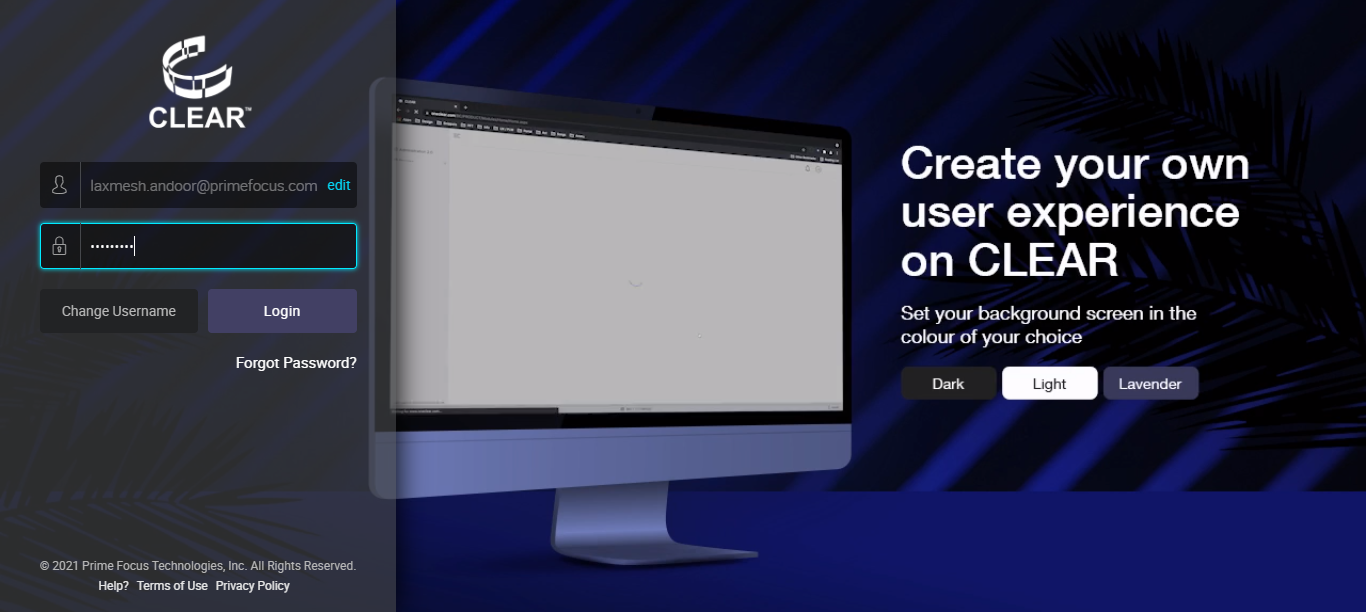 CLEAR™
laxmesh.andoor@primefocus.com edit
•••••••••
Change Username Login
Forgot Password?
© 2021 Prime Focus Technologies, Inc. All Rights Reserved.
Help? Terms of Use Privacy Policy
Create your own
user experience
on CLEAR
Set your background screen in the
colour of your choice
Dark Light Lavender